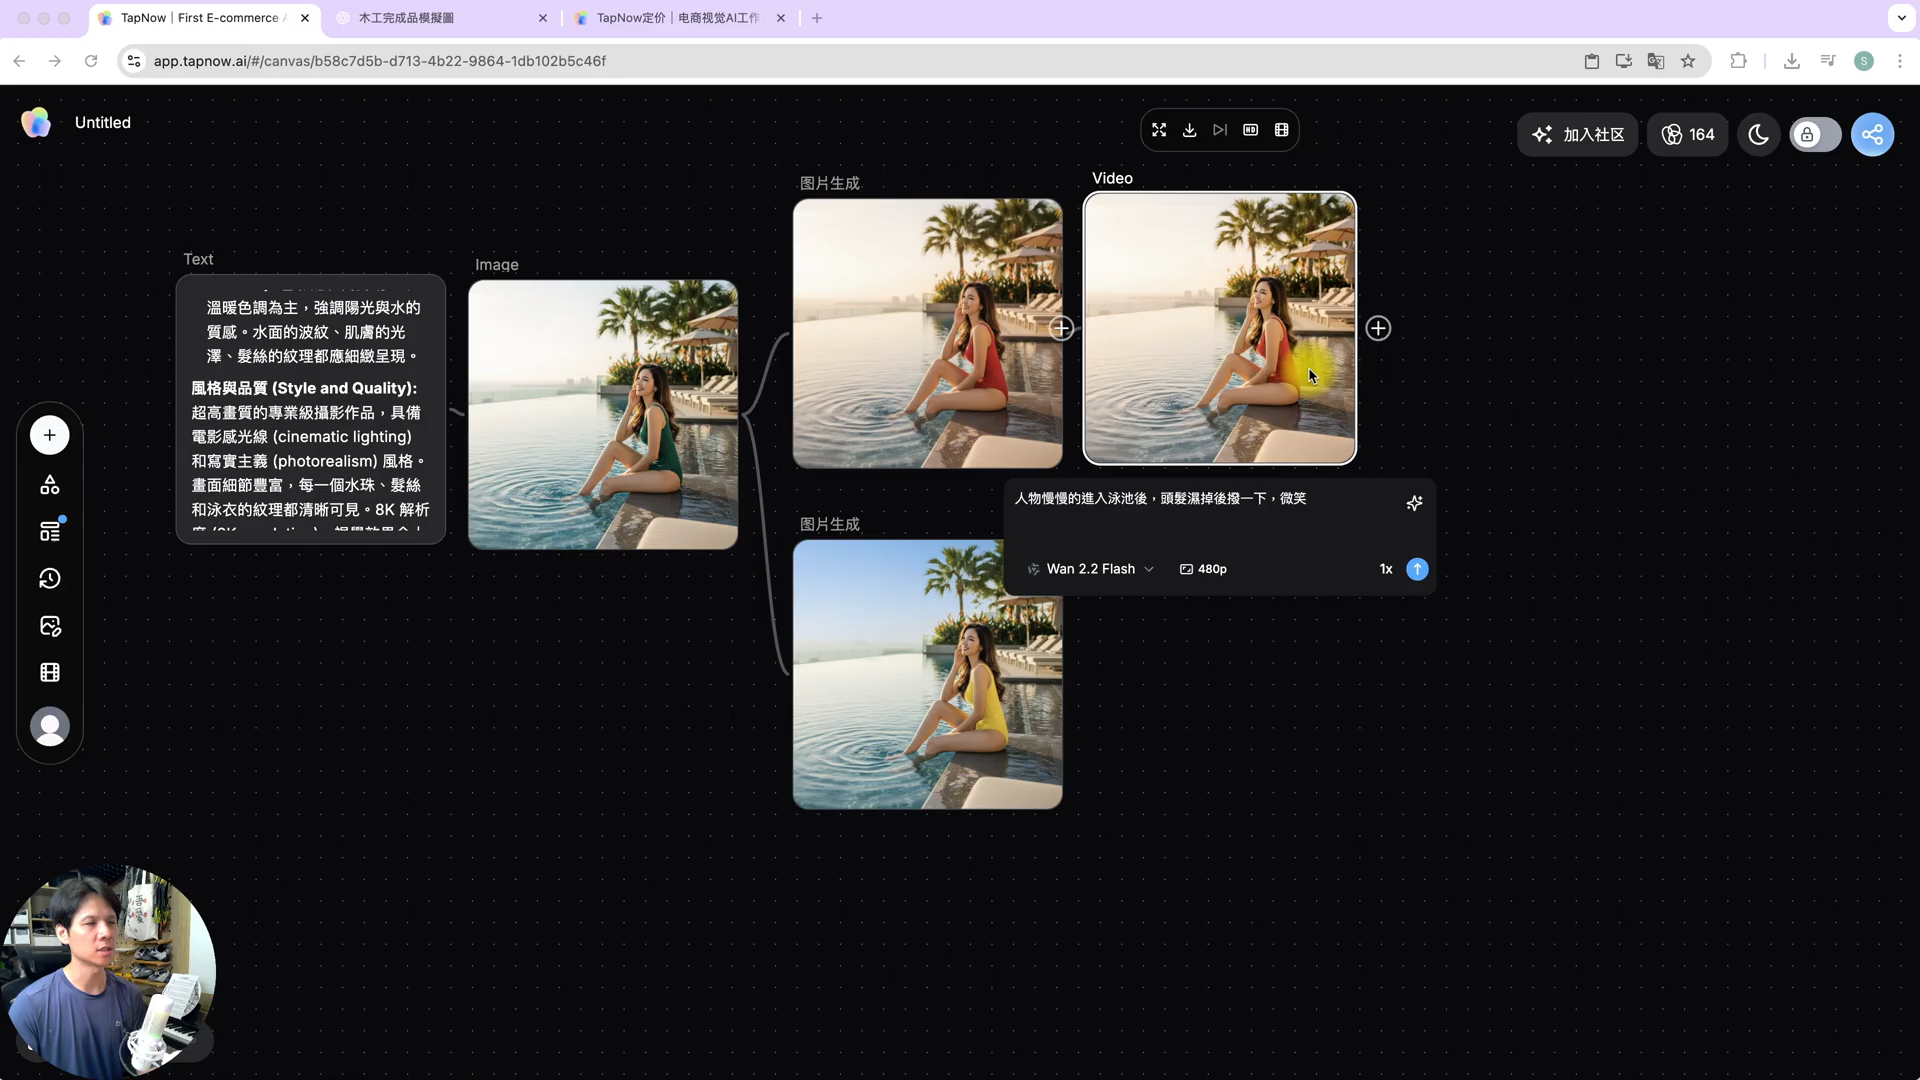 TapNow｜First E-commerce A
木工完成品模擬圖
TapNow定价｜电商视觉AI工作
app.tapnow.ai/#/canvas/b58c7d5b-d713-4b22-9864-1db102b5c46f
S
Untitled
HD
加入社区
164
图片生成
Video
Text
Image
溫暖色調為主，強調陽光與水的
質感。水面的波紋、肌膚的光
澤、髮絲的紋理都應細緻呈現。
風格與品質 (Style and Quality):
超高畫質的專業級攝影作品，具備
電影感光線 (cinematic lighting)
和寫實主義 (photorealism) 風格。
畫面細節豐富，每一個水珠、髮絲
和泳衣的紋理都清晰可見。8K 解析
人物慢慢的進入泳池後，頭髮濕掉後撥一下，微笑
图片生成
Wan 2.2 Flash
480p
1x